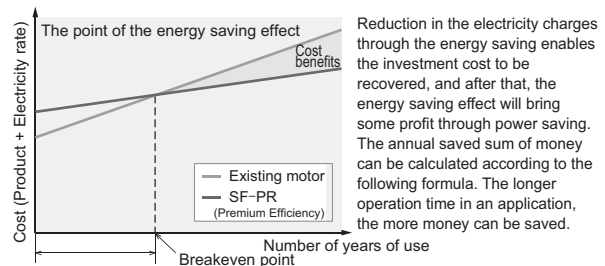 The point of the energy saving effect
Cost
benefits
Cost (Product + Electricity rate)
Existing motor
SF-PR
(Premium Efficiency)
Number of years of use
Breakeven point
Reduction in the electricity charges
through the energy saving enables
the investment cost to be
recovered, and after that, the
energy saving effect will bring
some profit through power saving.
The annual saved sum of money
can be calculated according to the
following formula. The longer
operation time in an application,
the more money can be saved.